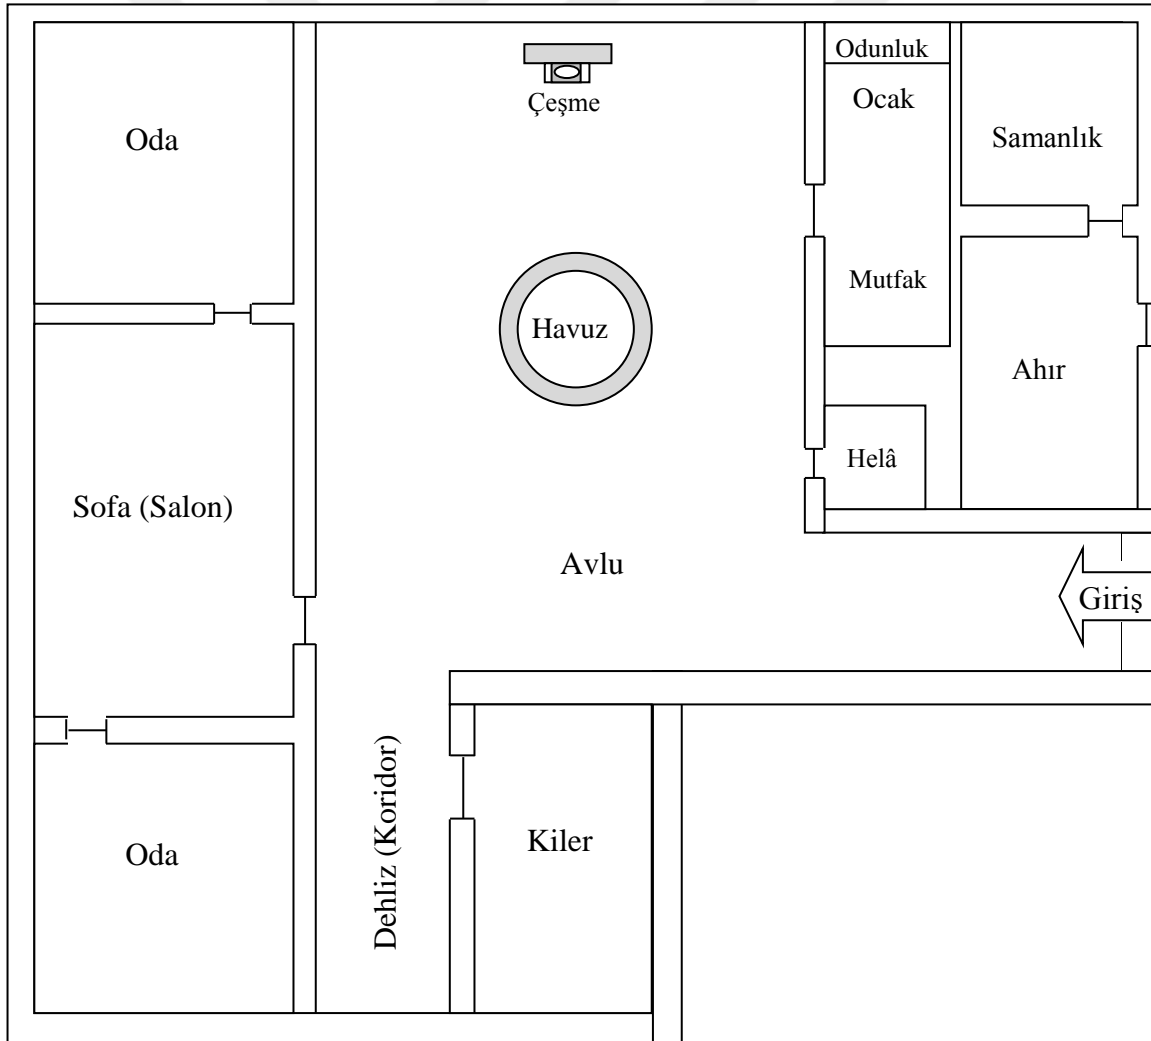 Odunluk
Çeşme
Ocak
Oda
Samanlık
Mutfak
Havuz
Ahır
Helâ
Sofa (Salon)
Avlu
Giriş
Dehliz (Koridor)
Kiler
Oda